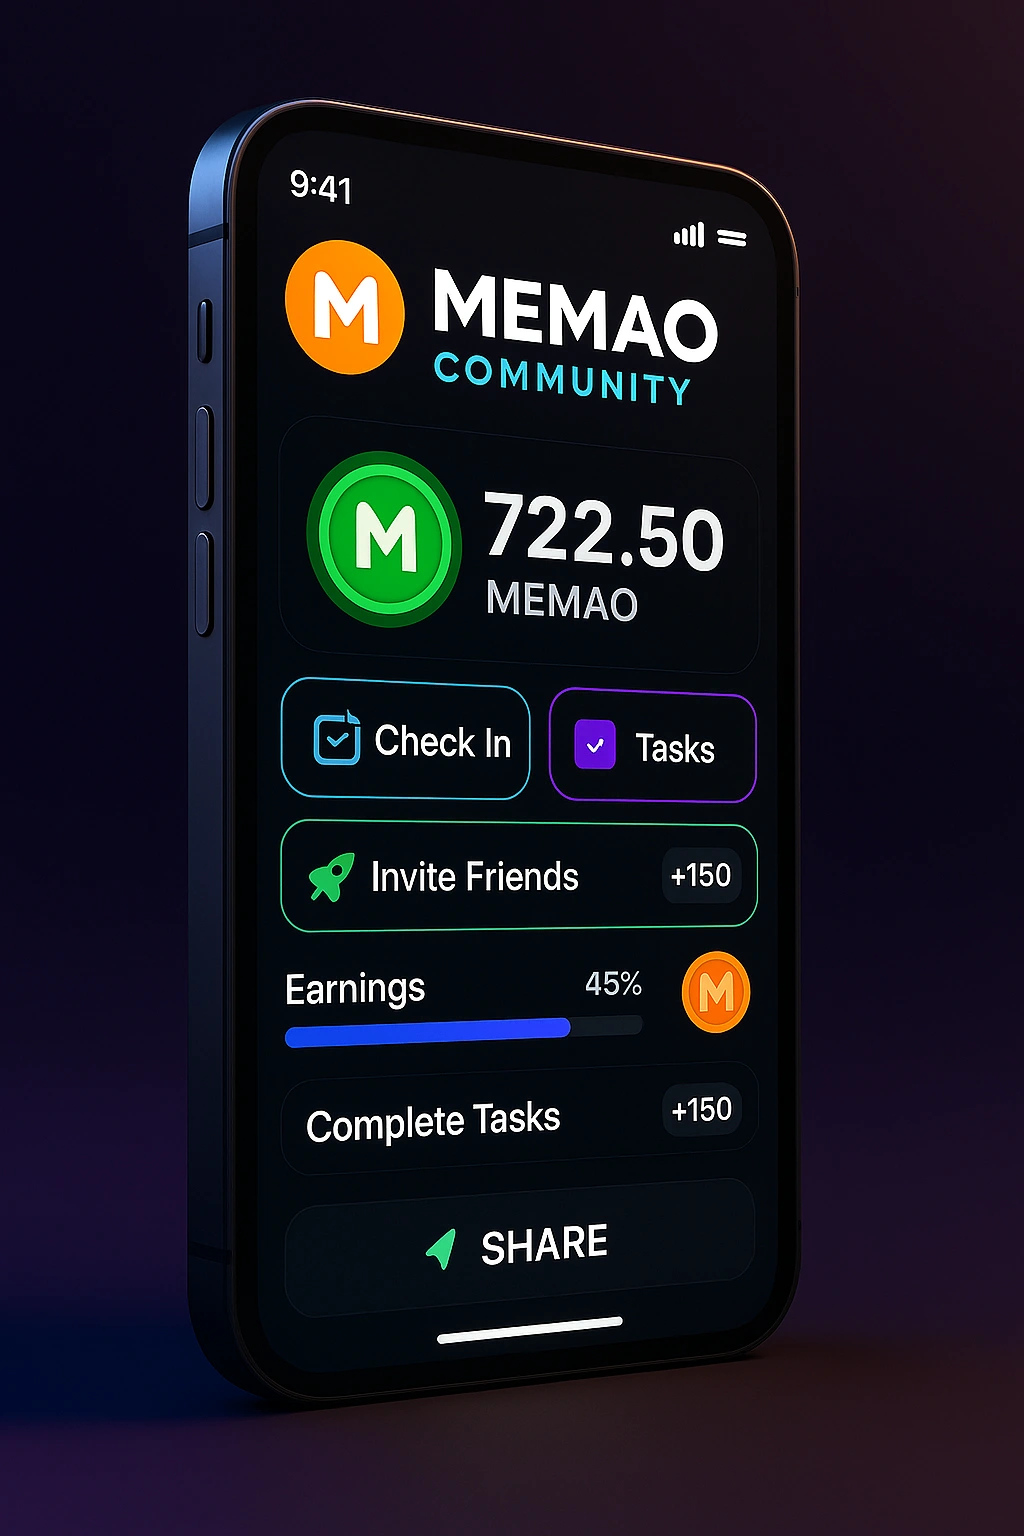 9:41
M
MEMAO
COMMUNITY
M
722.50
MEMAO
Check In
Tasks
Invite Friends
+150
Earnings
45%
M
Complete Tasks
+150
SHARE